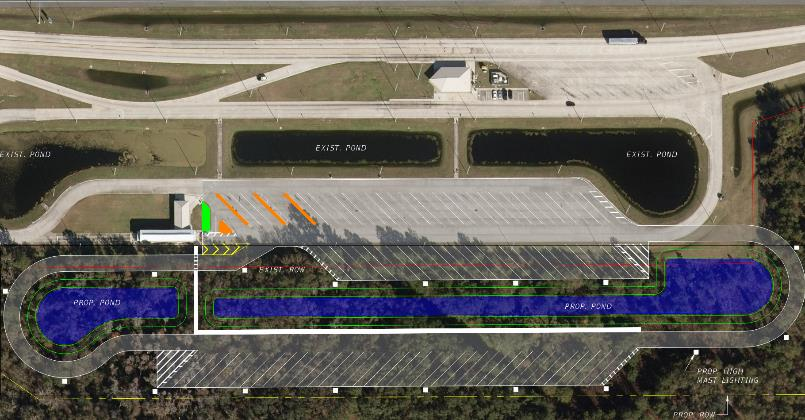 EXIST. POND
EXIST. POND
EXIST. POND
EXIST. ROW
PROP. POND
PROP. POND
PROP. HIGH
MAST LIGHTING
PROP. ROW